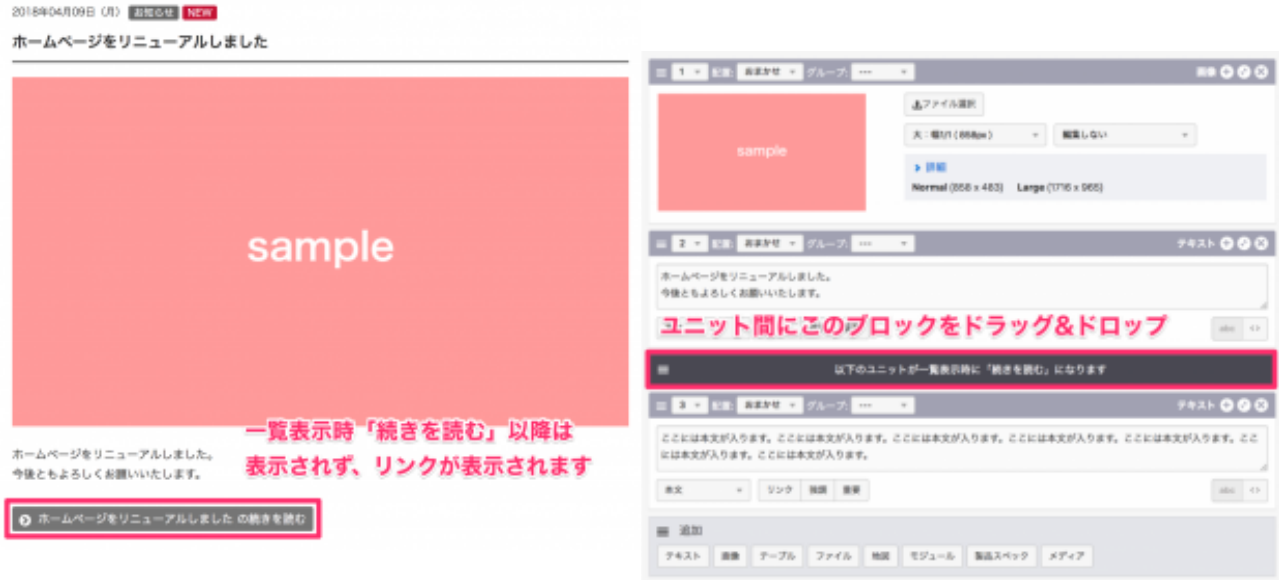 2018年04月09日（月） お知らせ NEW
ホームページをリニューアルしました
sample
一覧表示時「続きを読む」以降は
表示されず、リンクが表示されます
ホームページをリニューアルしました。
今後ともよろしくお願いいたします。
ホームページをリニューアルしました の続きを読む
1 配置: おまかせ グループ: --- 画像
sample
ファイル選択
大：幅1/1 (858px) 編集しない
詳細
Normal (858 x 483) Large (1716 x 965)
2 配置: おまかせ グループ: --- テキスト
ホームページをリニューアルしました。
今後ともよろしくお願いいたします。
ユニット間にこのブロックをドラッグ&ドロップ
abc <>
以下のユニットが一覧表示時に「続きを読む」になります
3 配置: おまかせ グループ: --- テキスト
ここには本文が入ります。ここには本文が入ります。ここには本文が入ります。ここには本文が入ります。ここには本文が入ります。ここ
には本文が入ります。ここには本文が入ります。
本文 リンク 強調 重要 abc <>
追加
テキスト 画像 テーブル ファイル 地図 モジュール 製品スペック メディア